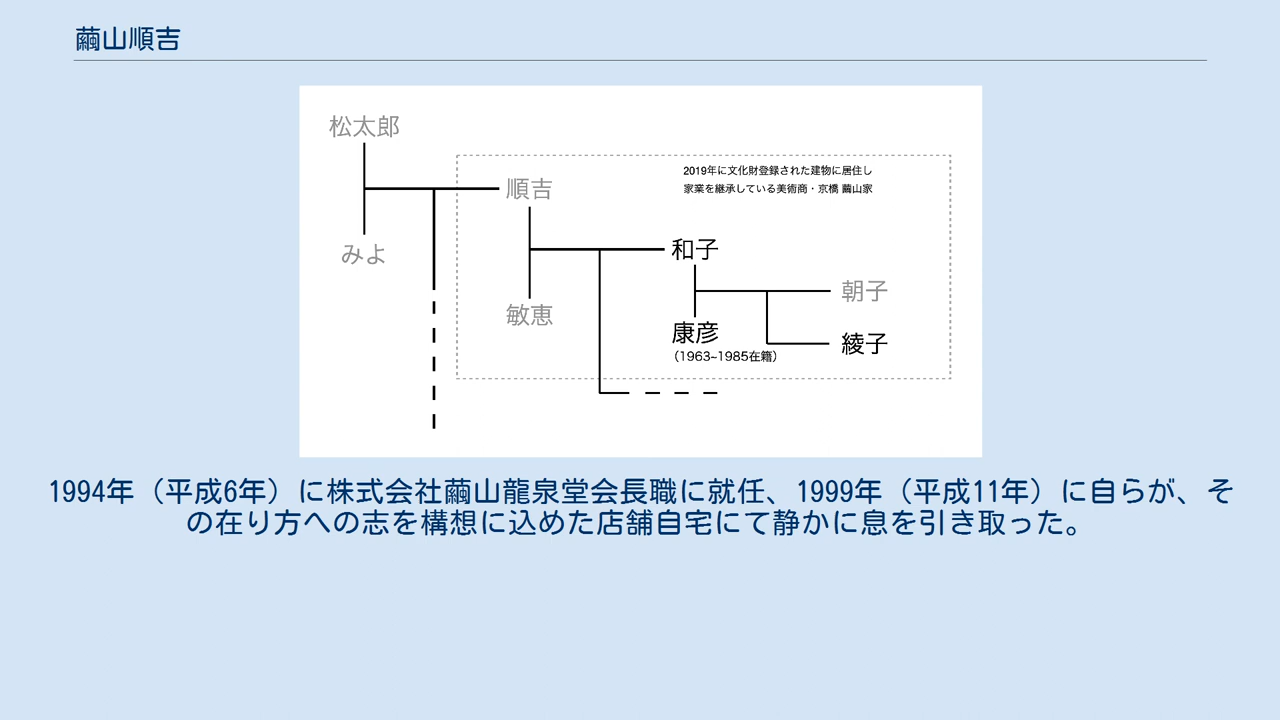 繭山順吉
松太郎
2019年に文化財登録された建物に居住し
家業を継承している美術商・京橋 繭山家
順吉
みよ
和子
朝子
敏恵
康彦
綾子
（1963~1985在籍）
1994年（平成6年）に株式会社繭山龍泉堂会長職に就任、1999年（平成11年）に自らが、そ
の在り方への志を構想に込めた店舗自宅にて静かに息を引き取った。